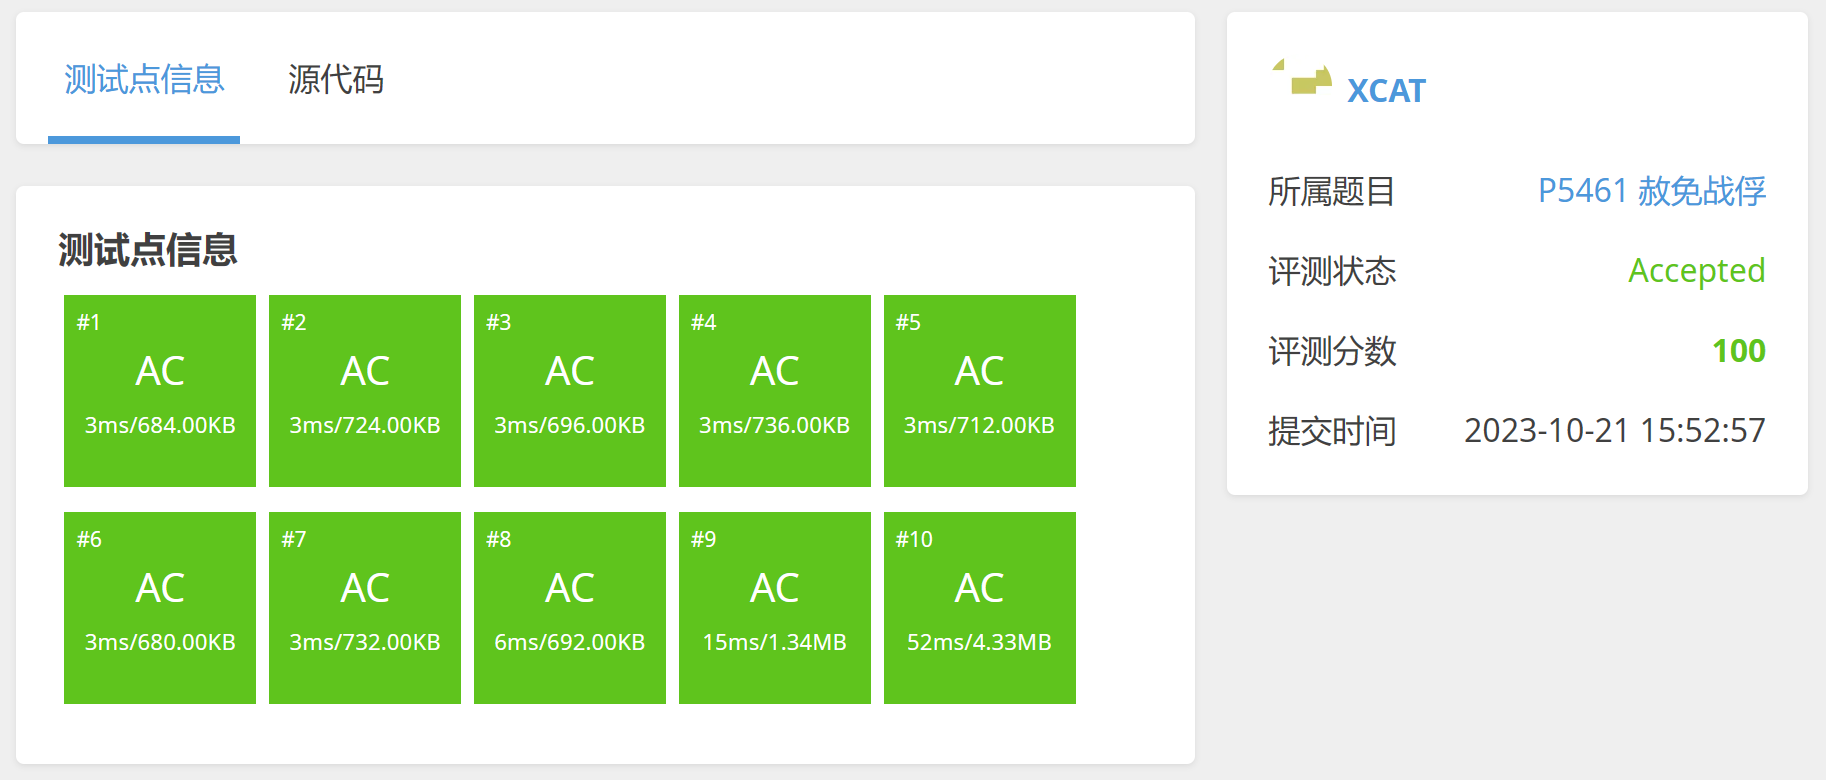 测试点信息 源代码
测试点信息
#1 #2 #3 #4 #5
AC AC AC AC AC
3ms/684.00KB 3ms/724.00KB 3ms/696.00KB 3ms/736.00KB 3ms/712.00KB
#6 #7 #8 #9 #10
AC AC AC AC AC
3ms/680.00KB 3ms/732.00KB 6ms/692.00KB 15ms/1.34MB 52ms/4.33MB
XCAT
所属题目 P5461 赦免战俘
评测状态 Accepted
评测分数 100
提交时间 2023-10-21 15:52:57